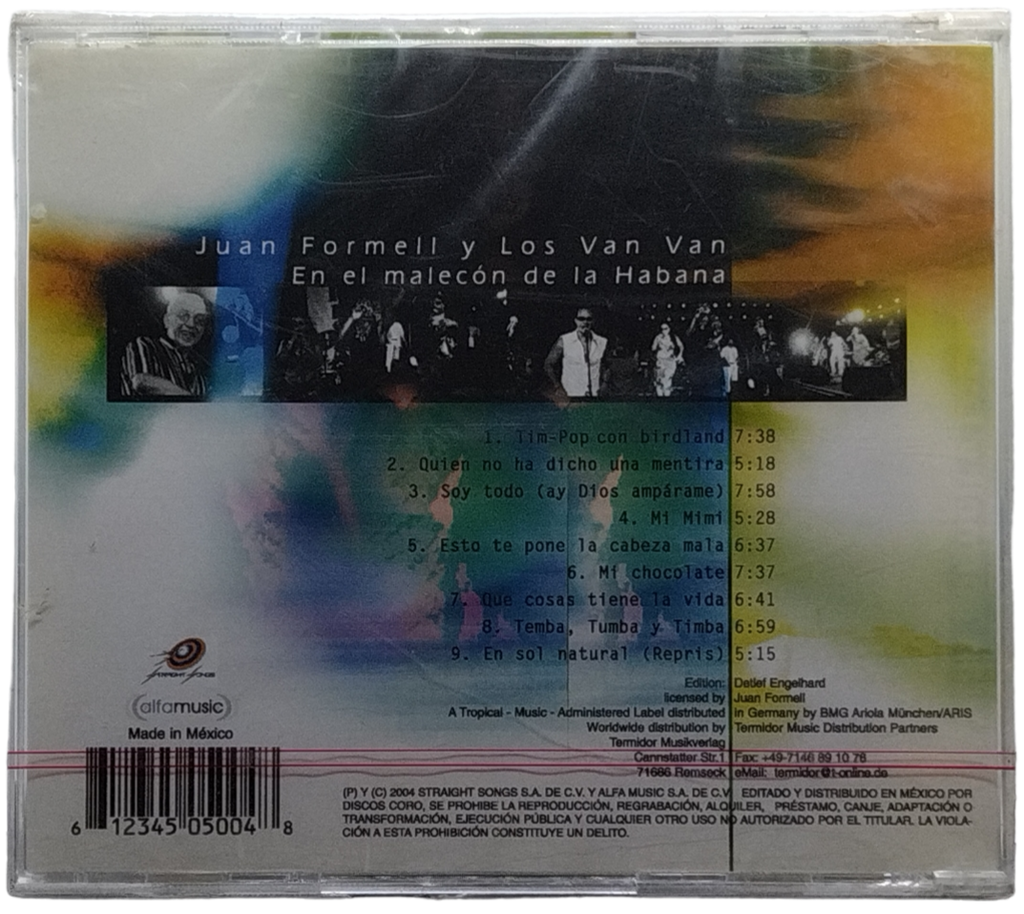 Juan Formell y Los Van Van
En el malecón de la Habana
1. Tim-Pop con birdland 7:38
2. Quien no ha dicho una mentira 5:18
3. Soy todo (ay Dios ampárame) 7:58
4. Mi Mimi 5:28
5. Esto te pone la cabeza mala 6:37
6. Mi chocolate 7:37
7. Que cosas tiene la vida 6:41
8. Temba, Tumba y Timba 6:59
9. En sol natural (Repris) 5:15
Edition: Detlef Engelhard
licensed by Juan Formell
A Tropical - Music - Administered Label distributed in Germany by BMG Ariola München/ARIS
Worldwide distribution by Termidor Music Distribution Partners
Termidor Musikverlag
Cannstatter Str.1 Fax: +49-7146 89 10 76
71686 Remseck eMail: termidor@t-online.de
STRAIGHT SONGS
(alfamusic)
Made in México
6 12345 05004 8
(P) Y (C) 2004 STRAIGHT SONGS S.A. DE C.V. Y ALFA MUSIC S.A. DE C.V. EDITADO Y DISTRIBUIDO EN MÉXICO POR
DISCOS CORO, SE PROHIBE LA REPRODUCCIÓN, REGRABACIÓN, ALQUILER, PRÉSTAMO, CANJE, ADAPTACIÓN O
TRANSFORMACIÓN, EJECUCIÓN PÚBLICA Y CUALQUIER OTRO USO NO AUTORIZADO POR EL TITULAR. LA VIOLA-
CIÓN A ESTA PROHIBICIÓN CONSTITUYE UN DELITO.